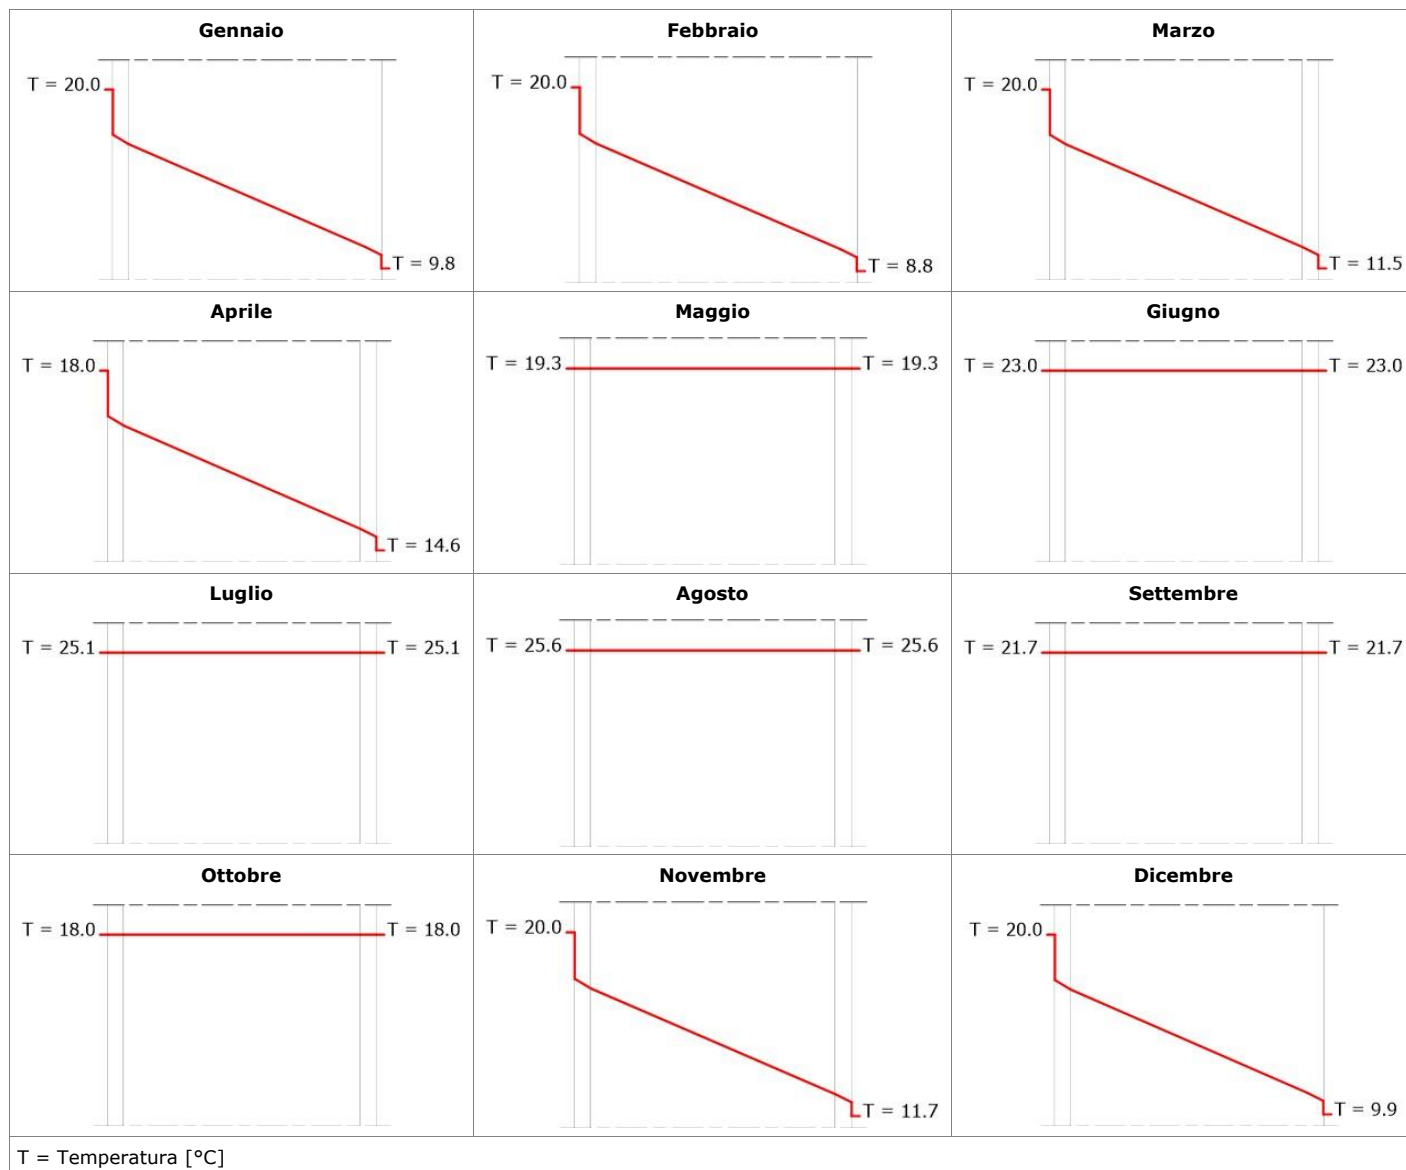 Gennaio
T = 20.0
T = 9.8
Febbraio
T = 20.0
T = 8.8
Marzo
T = 20.0
T = 11.5
Aprile
T = 18.0
T = 14.6
Maggio
T = 19.3
T = 19.3
Giugno
T = 23.0
T = 23.0
Luglio
T = 25.1
T = 25.1
Agosto
T = 25.6
T = 25.6
Settembre
T = 21.7
T = 21.7
Ottobre
T = 18.0
T = 18.0
Novembre
T = 20.0
T = 11.7
Dicembre
T = 20.0
T = 9.9
T = Temperatura [°C]